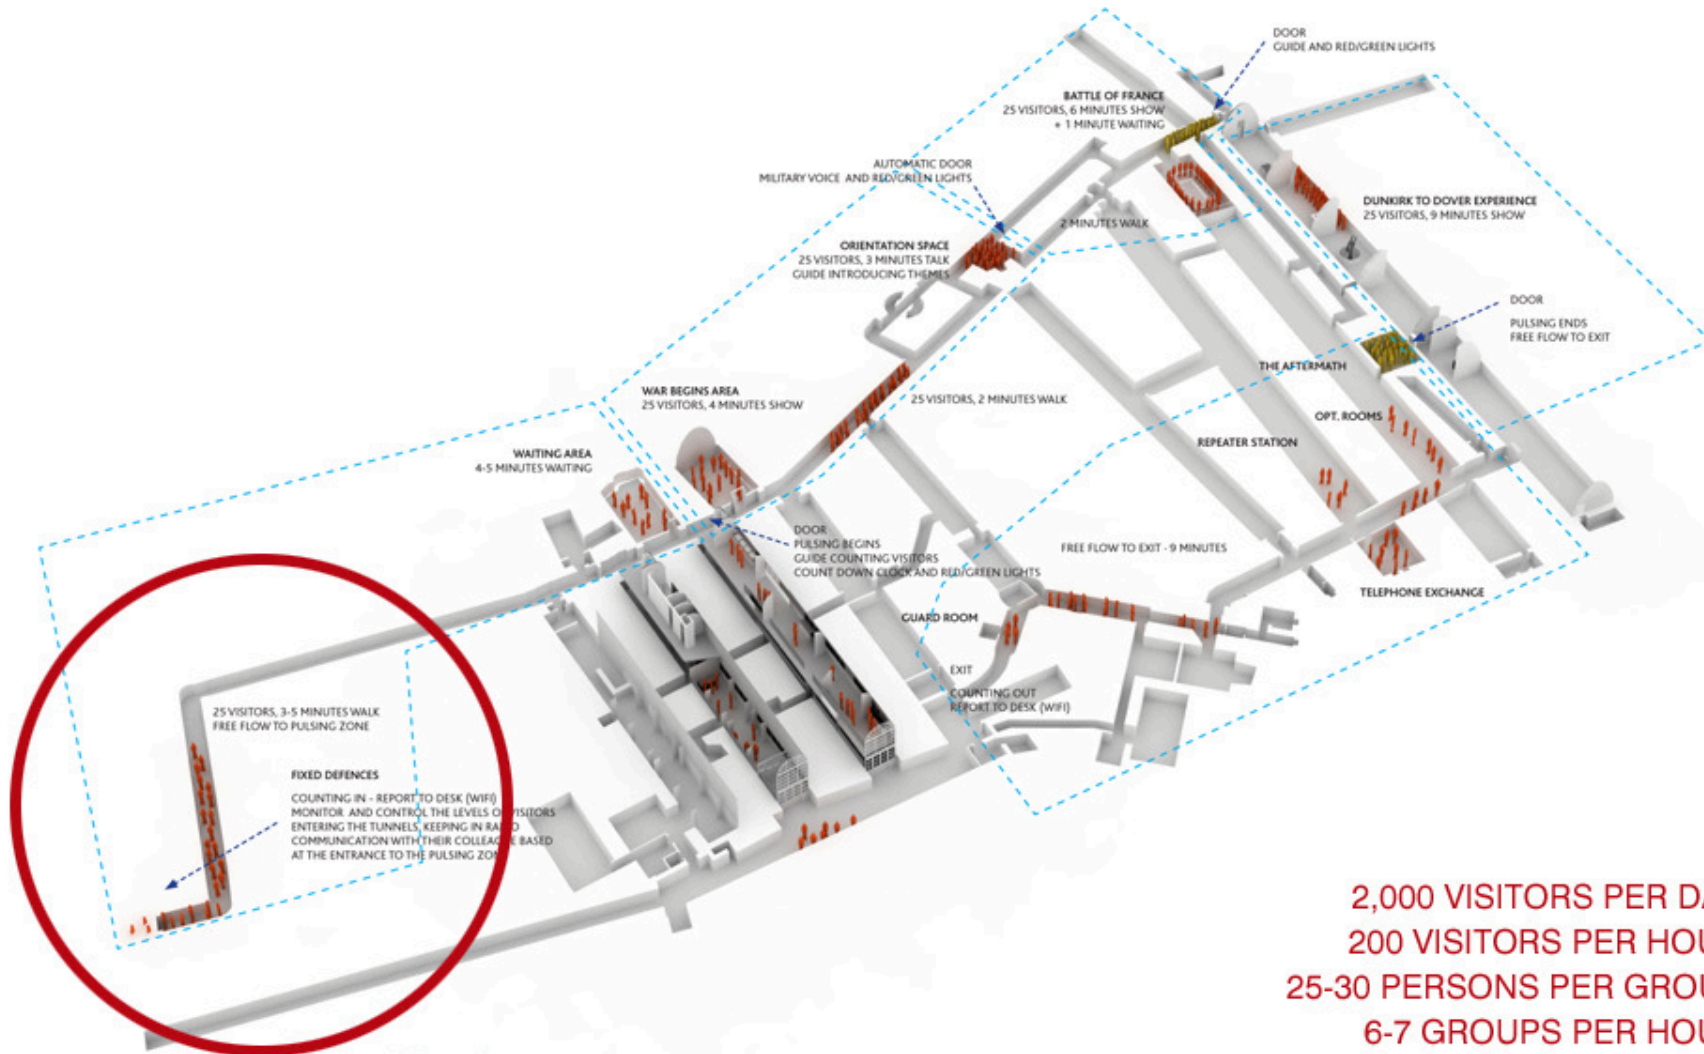 DOOR
GUIDE AND RED/GREEN LIGHTS
BATTLE OF FRANCE
25 VISITORS, 6 MINUTES SHOW
+ 1 MINUTE WAITING
AUTOMATIC DOOR
MILITARY VOICE AND RED/GREEN LIGHTS
DUNKIRK TO DOVER EXPERIENCE
25 VISITORS, 9 MINUTES SHOW
2 MINUTES WALK
ORIENTATION SPACE
25 VISITORS, 3 MINUTES TALK
GUIDE INTRODUCING THEMES
DOOR
PULSING ENDS
FREE FLOW TO EXIT
THE AFTERMATH
WAR BEGINS AREA
25 VISITORS, 4 MINUTES SHOW
25 VISITORS, 2 MINUTES WALK
OPT. ROOMS
REPEATER STATION
WAITING AREA
4-5 MINUTES WAITING
DOOR
PULSING BEGINS
GUIDE COUNTING VISITORS
COUNT DOWN CLOCK AND RED/GREEN LIGHTS
FREE FLOW TO EXIT - 9 MINUTES
TELEPHONE EXCHANGE
GUARD ROOM
EXIT
COUNTING OUT
REPORT TO DESK (WIFI)
25 VISITORS, 3-5 MINUTES WALK
FREE FLOW TO PULSING ZONE
FIXED DEFENCES
COUNTING IN - REPORT TO DESK (WIFI)
MONITOR AND CONTROL THE LEVELS OF VISITORS
ENTERING THE TUNNELS, KEEPING IN
COMMUNICATION WITH THEIR BASED
AT THE ENTRANCE TO THE PULSING
2,000 VISITORS PER DA
200 VISITORS PER HOU
25-30 PERSONS PER GROU
6-7 GROUPS PER HOU